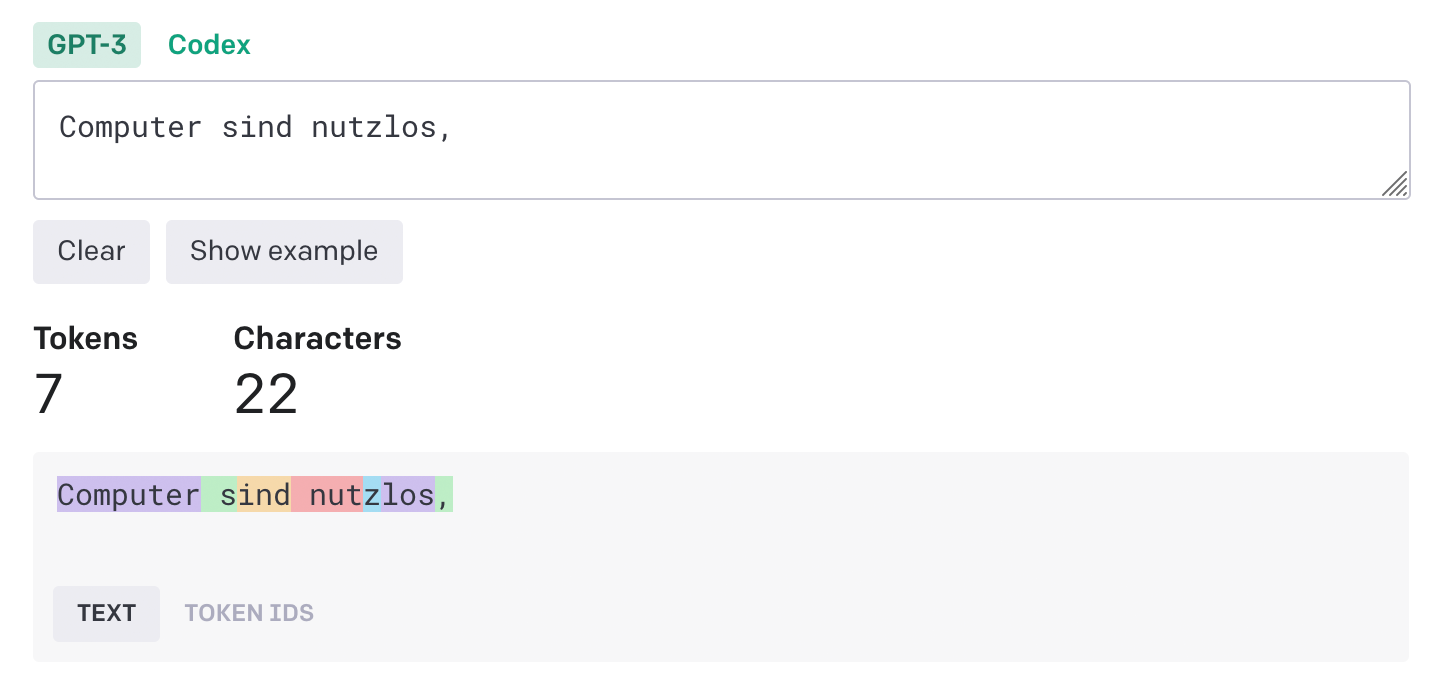 GPT-3 Codex
Computer sind nutzlos,
Clear Show example
Tokens Characters
7 22
Computer sind nutzlos,
TEXT TOKEN IDS